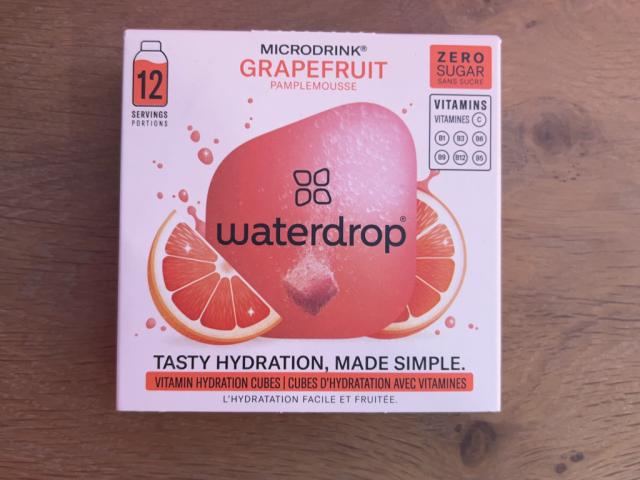 MICRODRINK®
GRAPEFRUIT
PAMPLEMOUSSE
12
SERVINGS
PORTIONS
ZERO
SUGAR
SANS SUCRE
VITAMINS
VITAMINES C
B1 B3 B6
B9 B12 B5
waterdrop®
TASTY HYDRATION, MADE SIMPLE.
VITAMIN HYDRATION CUBES | CUBES D'HYDRATATION AVEC VITAMINES
L'HYDRATATION FACILE ET FRUITÉE.